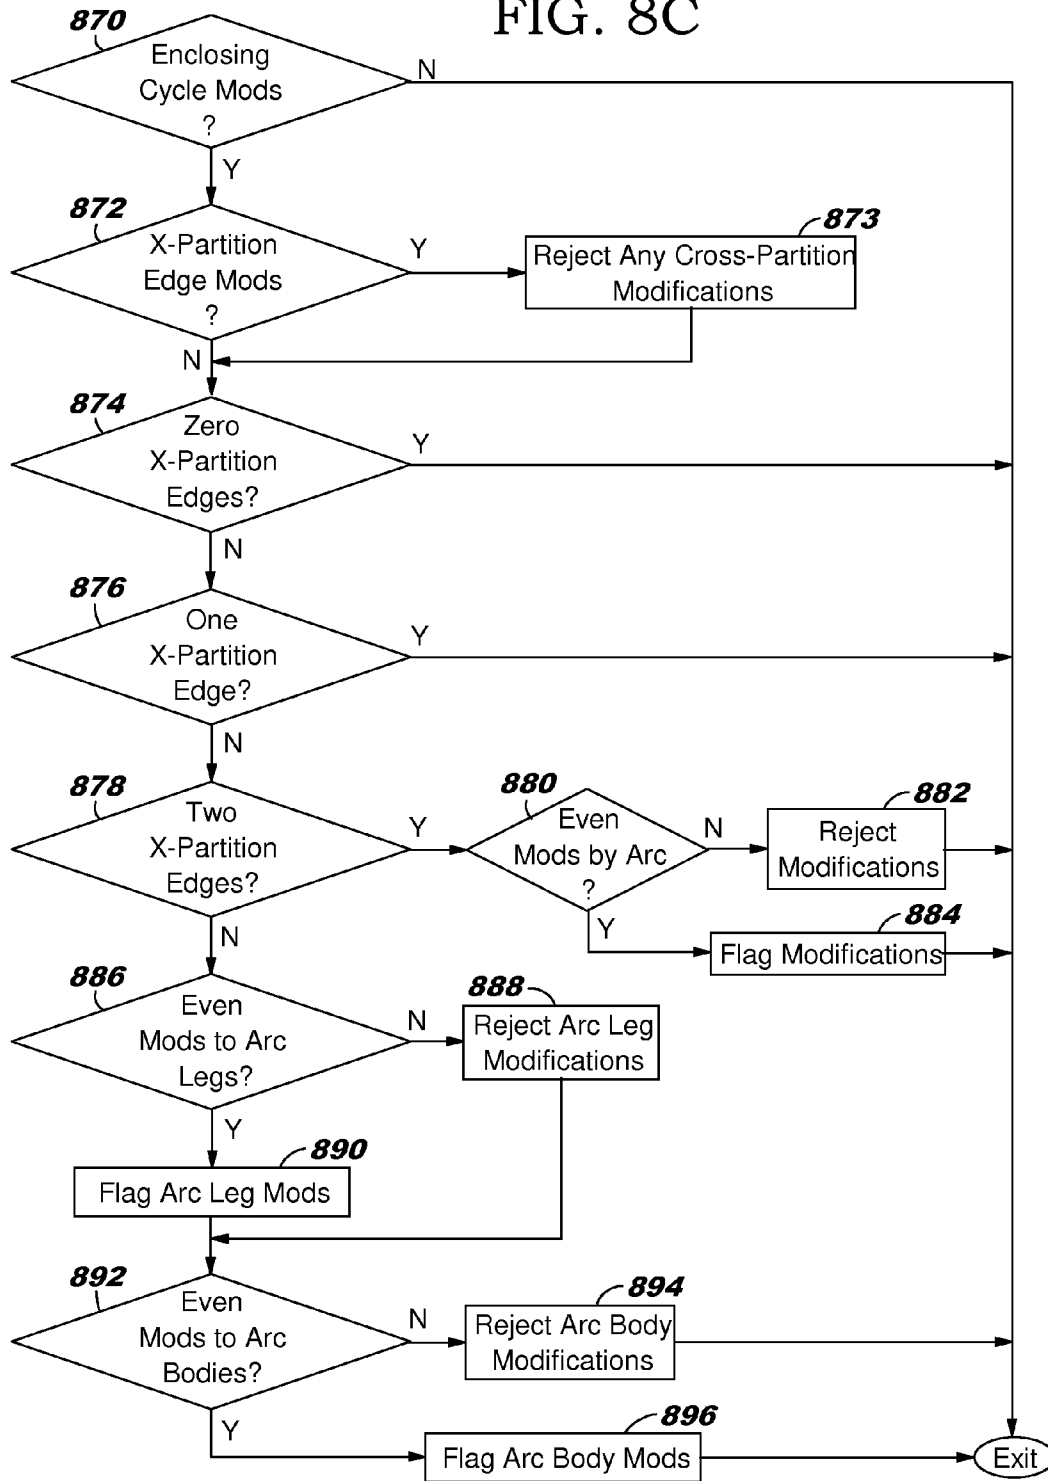 FIG. 8C
870
Enclosing
Cycle Mods
?
N
Y
872
X-Partition
Edge Mods
?
Y
873
Reject Any Cross-Partition
Modifications
N
874
Zero
X-Partition
Edges?
Y
N
876
One
X-Partition
Edge?
Y
N
878
Two
X-Partition
Edges?
Y
880
Even
Mods by Arc
?
N
882
Reject
Modifications
Y
884
Flag Modifications
N
886
Even
Mods to Arc
Legs?
N
888
Reject Arc Leg
Modifications
Y
890
Flag Arc Leg Mods
892
Even
Mods to Arc
Bodies?
N
894
Reject Arc Body
Modifications
Y
896
Flag Arc Body Mods
Exit